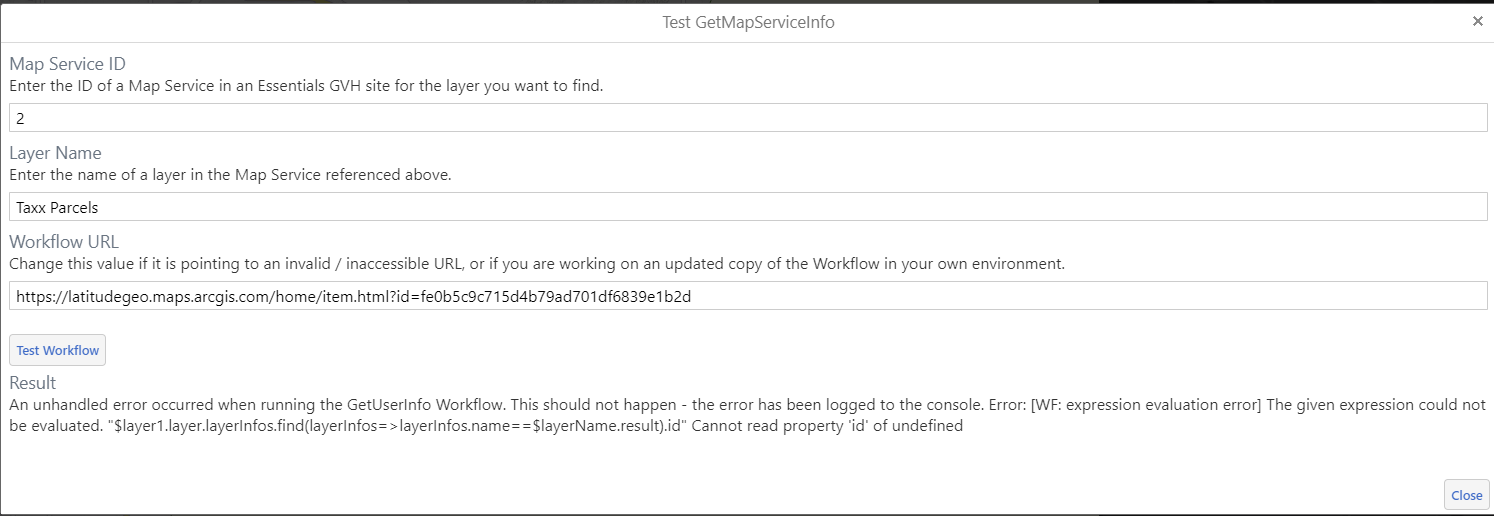 Test GetMapServiceInfo
×
Map Service ID
Enter the ID of a Map Service in an Essentials GVH site for the layer you want to find.
2
Layer Name
Enter the name of a layer in the Map Service referenced above.
Taxx Parcels
Workflow URL
Change this value if it is pointing to an invalid / inaccessible URL, or if you are working on an updated copy of the Workflow in your own environment.
https://latitudegeo.maps.arcgis.com/home/item.html?id=fe0b5c9c715d4b79ad701df6839e1b2d
Test Workflow
Result
An unhandled error occurred when running the GetUserInfo Workflow. This should not happen - the error has been logged to the console. Error: [WF: expression evaluation error] The given expression could not
be evaluated. "$layer1.layer.layerInfos.find(layerInfos=>layerInfos.name==$layerName.result).id" Cannot read property 'id' of undefined
Close